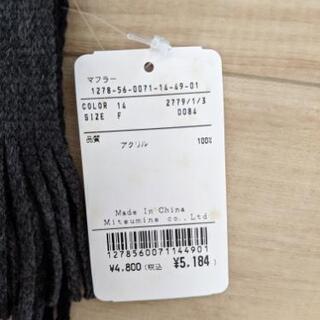 マフラー
1278-56-0071-14-49-01
COLOR 14 2779/1/3
SIZE F 0084
品質
アクリル 100%
Made In China
Mitsumine co.,Ltd
1278560071144901
¥4,800(税込 ¥5,184)